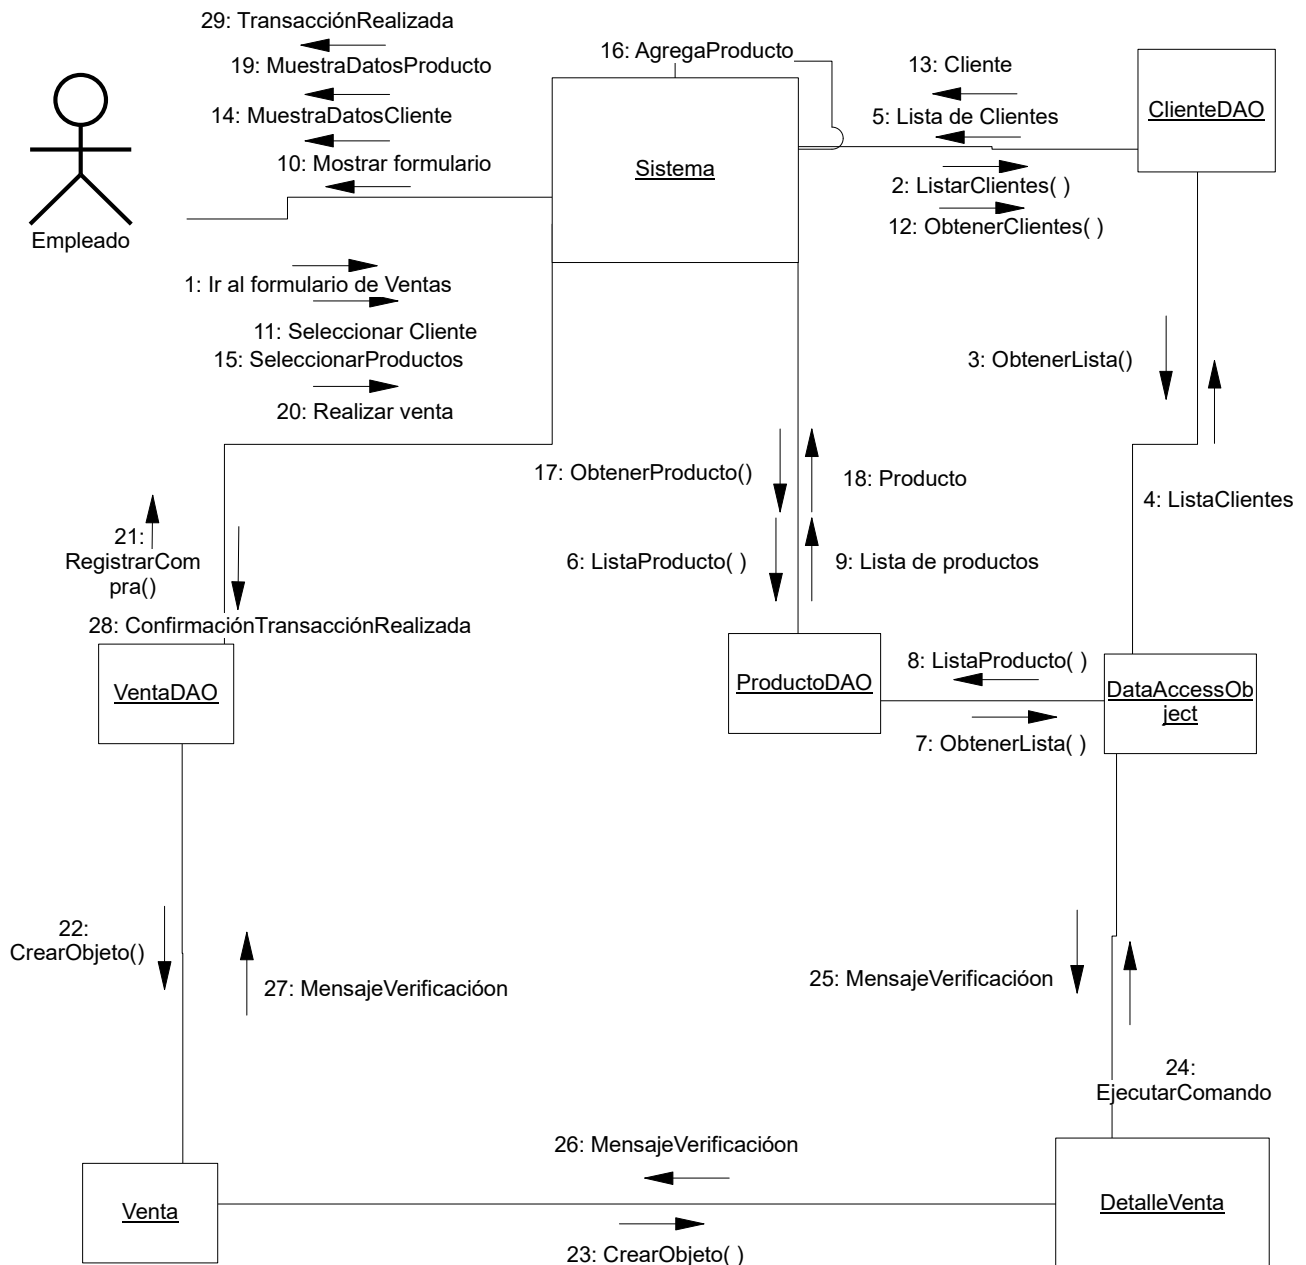 29: TransacciónRealizada
19: MuestraDatosProducto
14: MuestraDatosCliente
10: Mostrar formulario
Empleado
16: AgregaProducto
Sistema
13: Cliente
5: Lista de Clientes
2: ListarClientes( )
12: ObtenerClientes( )
ClienteDAO
1: Ir al formulario de Ventas
11: Seleccionar Cliente
15: SeleccionarProductos
20: Realizar venta
3: ObtenerLista()
4: ListaClientes
17: ObtenerProducto()
18: Producto
6: ListaProducto( )
9: Lista de productos
21:
RegistrarCom
pra()
28: ConfirmaciónTransacciónRealizada
VentaDAO
ProductoDAO
8: ListaProducto( )
7: ObtenerLista( )
DataAccessOb
ject
22:
CrearObjeto()
27: MensajeVerificacióon
25: MensajeVerificacióon
24:
EjecutarComando
26: MensajeVerificacióon
23: CrearObjeto( )
Venta
DetalleVenta